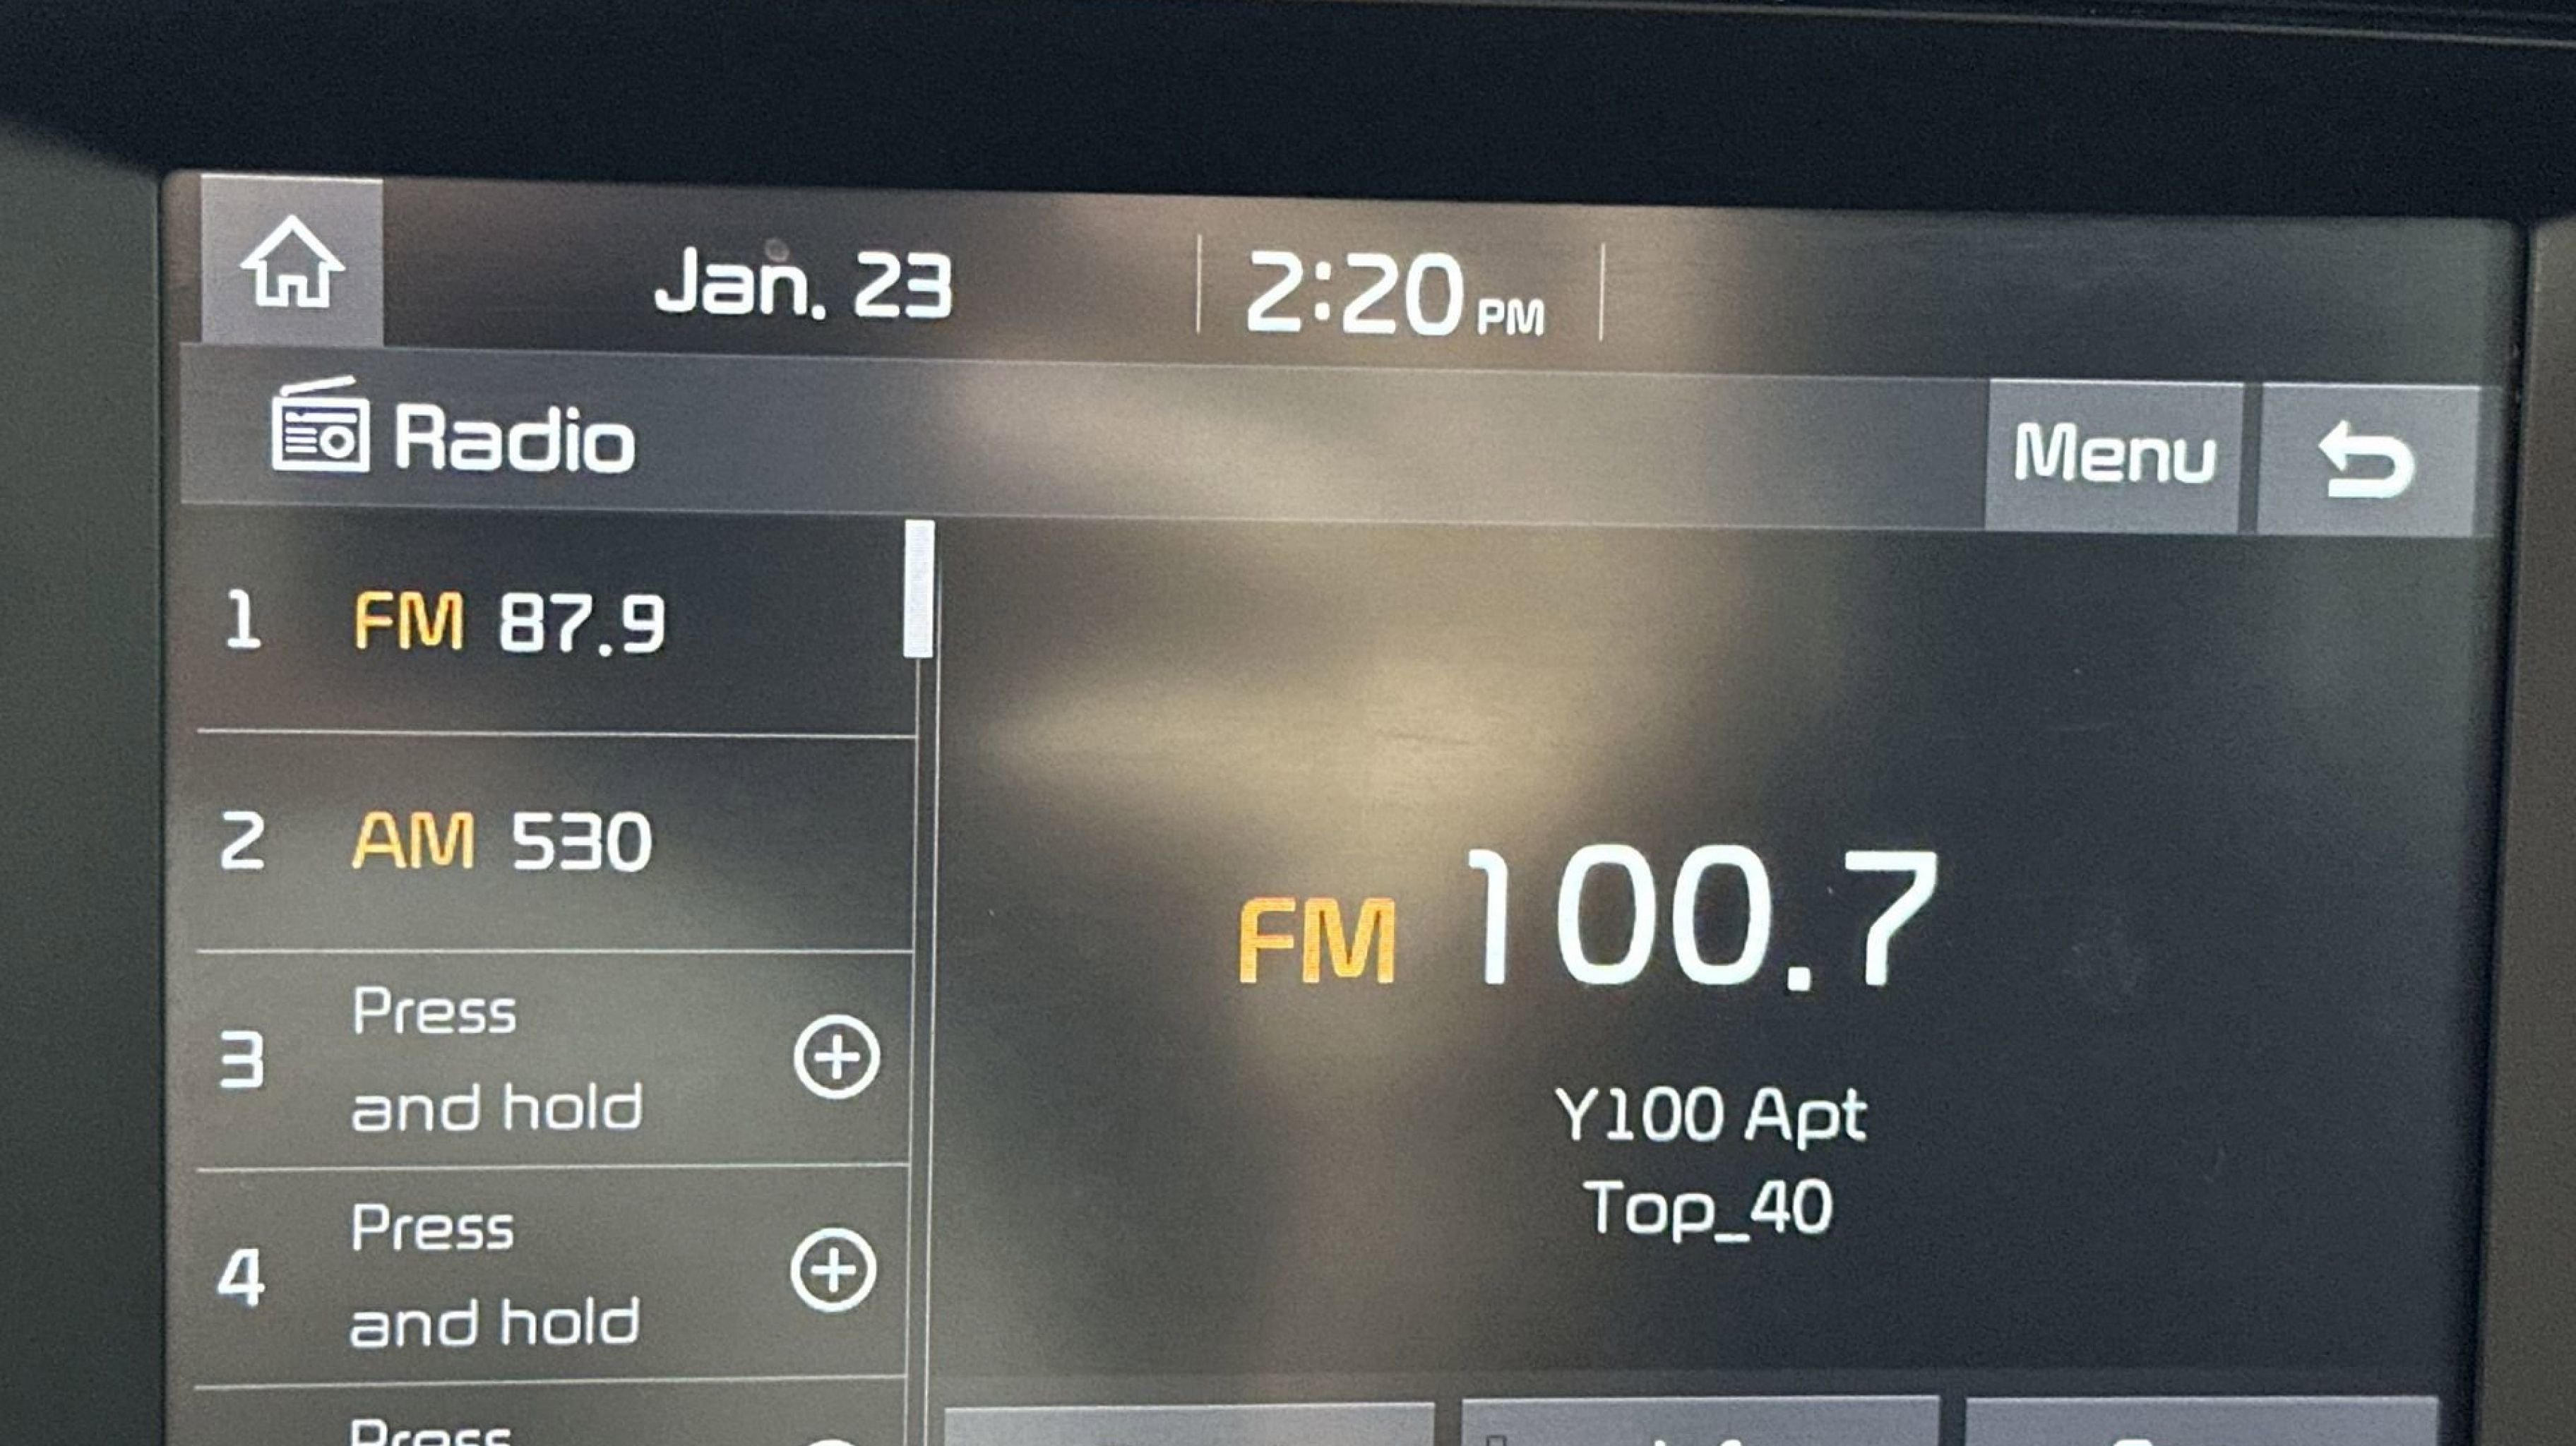 Jan. 23 2:20 PM
Radio Menu
1 FM 87.9
2 AM 530
3 Press
and hold
4 Press
and hold
Press
FM 100.7
Y100 Apt
Top_40